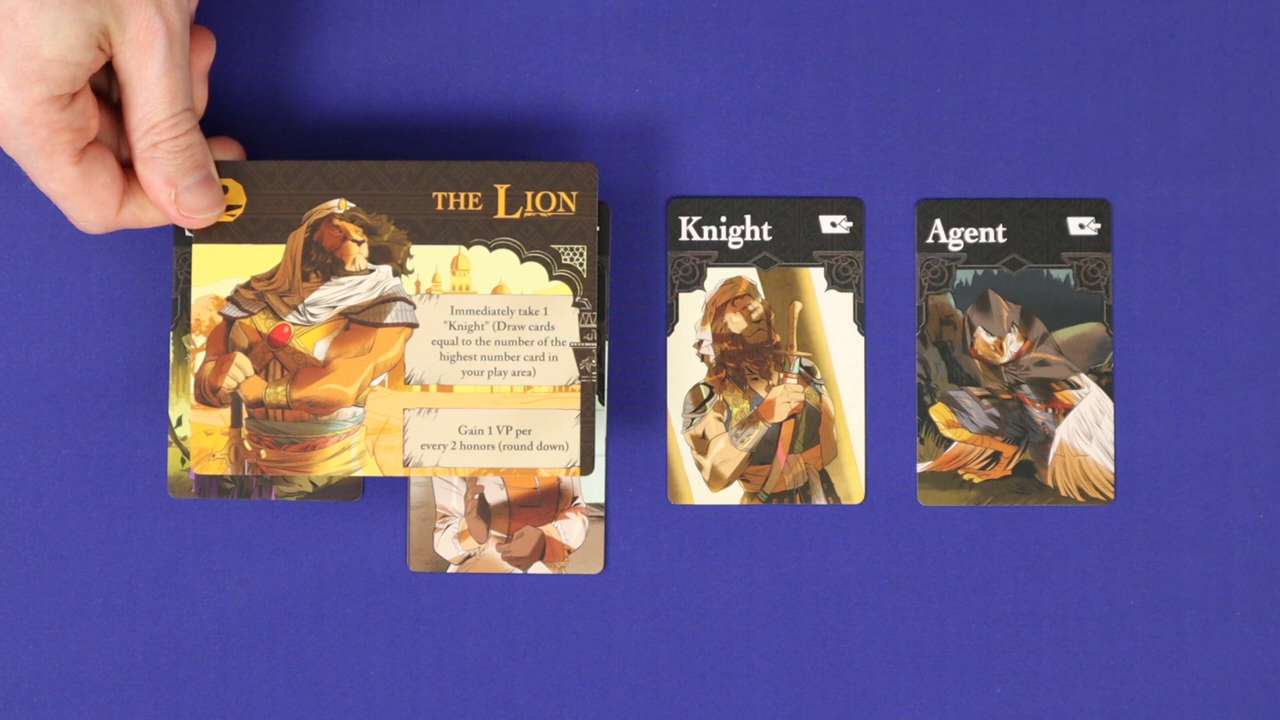 THE LION
Immediately take 1
"Knight" (Draw cards
equal to the number of the
highest number card in
your play area)
Gain 1 VP per
every 2 honors (round down)
Knight
Agent